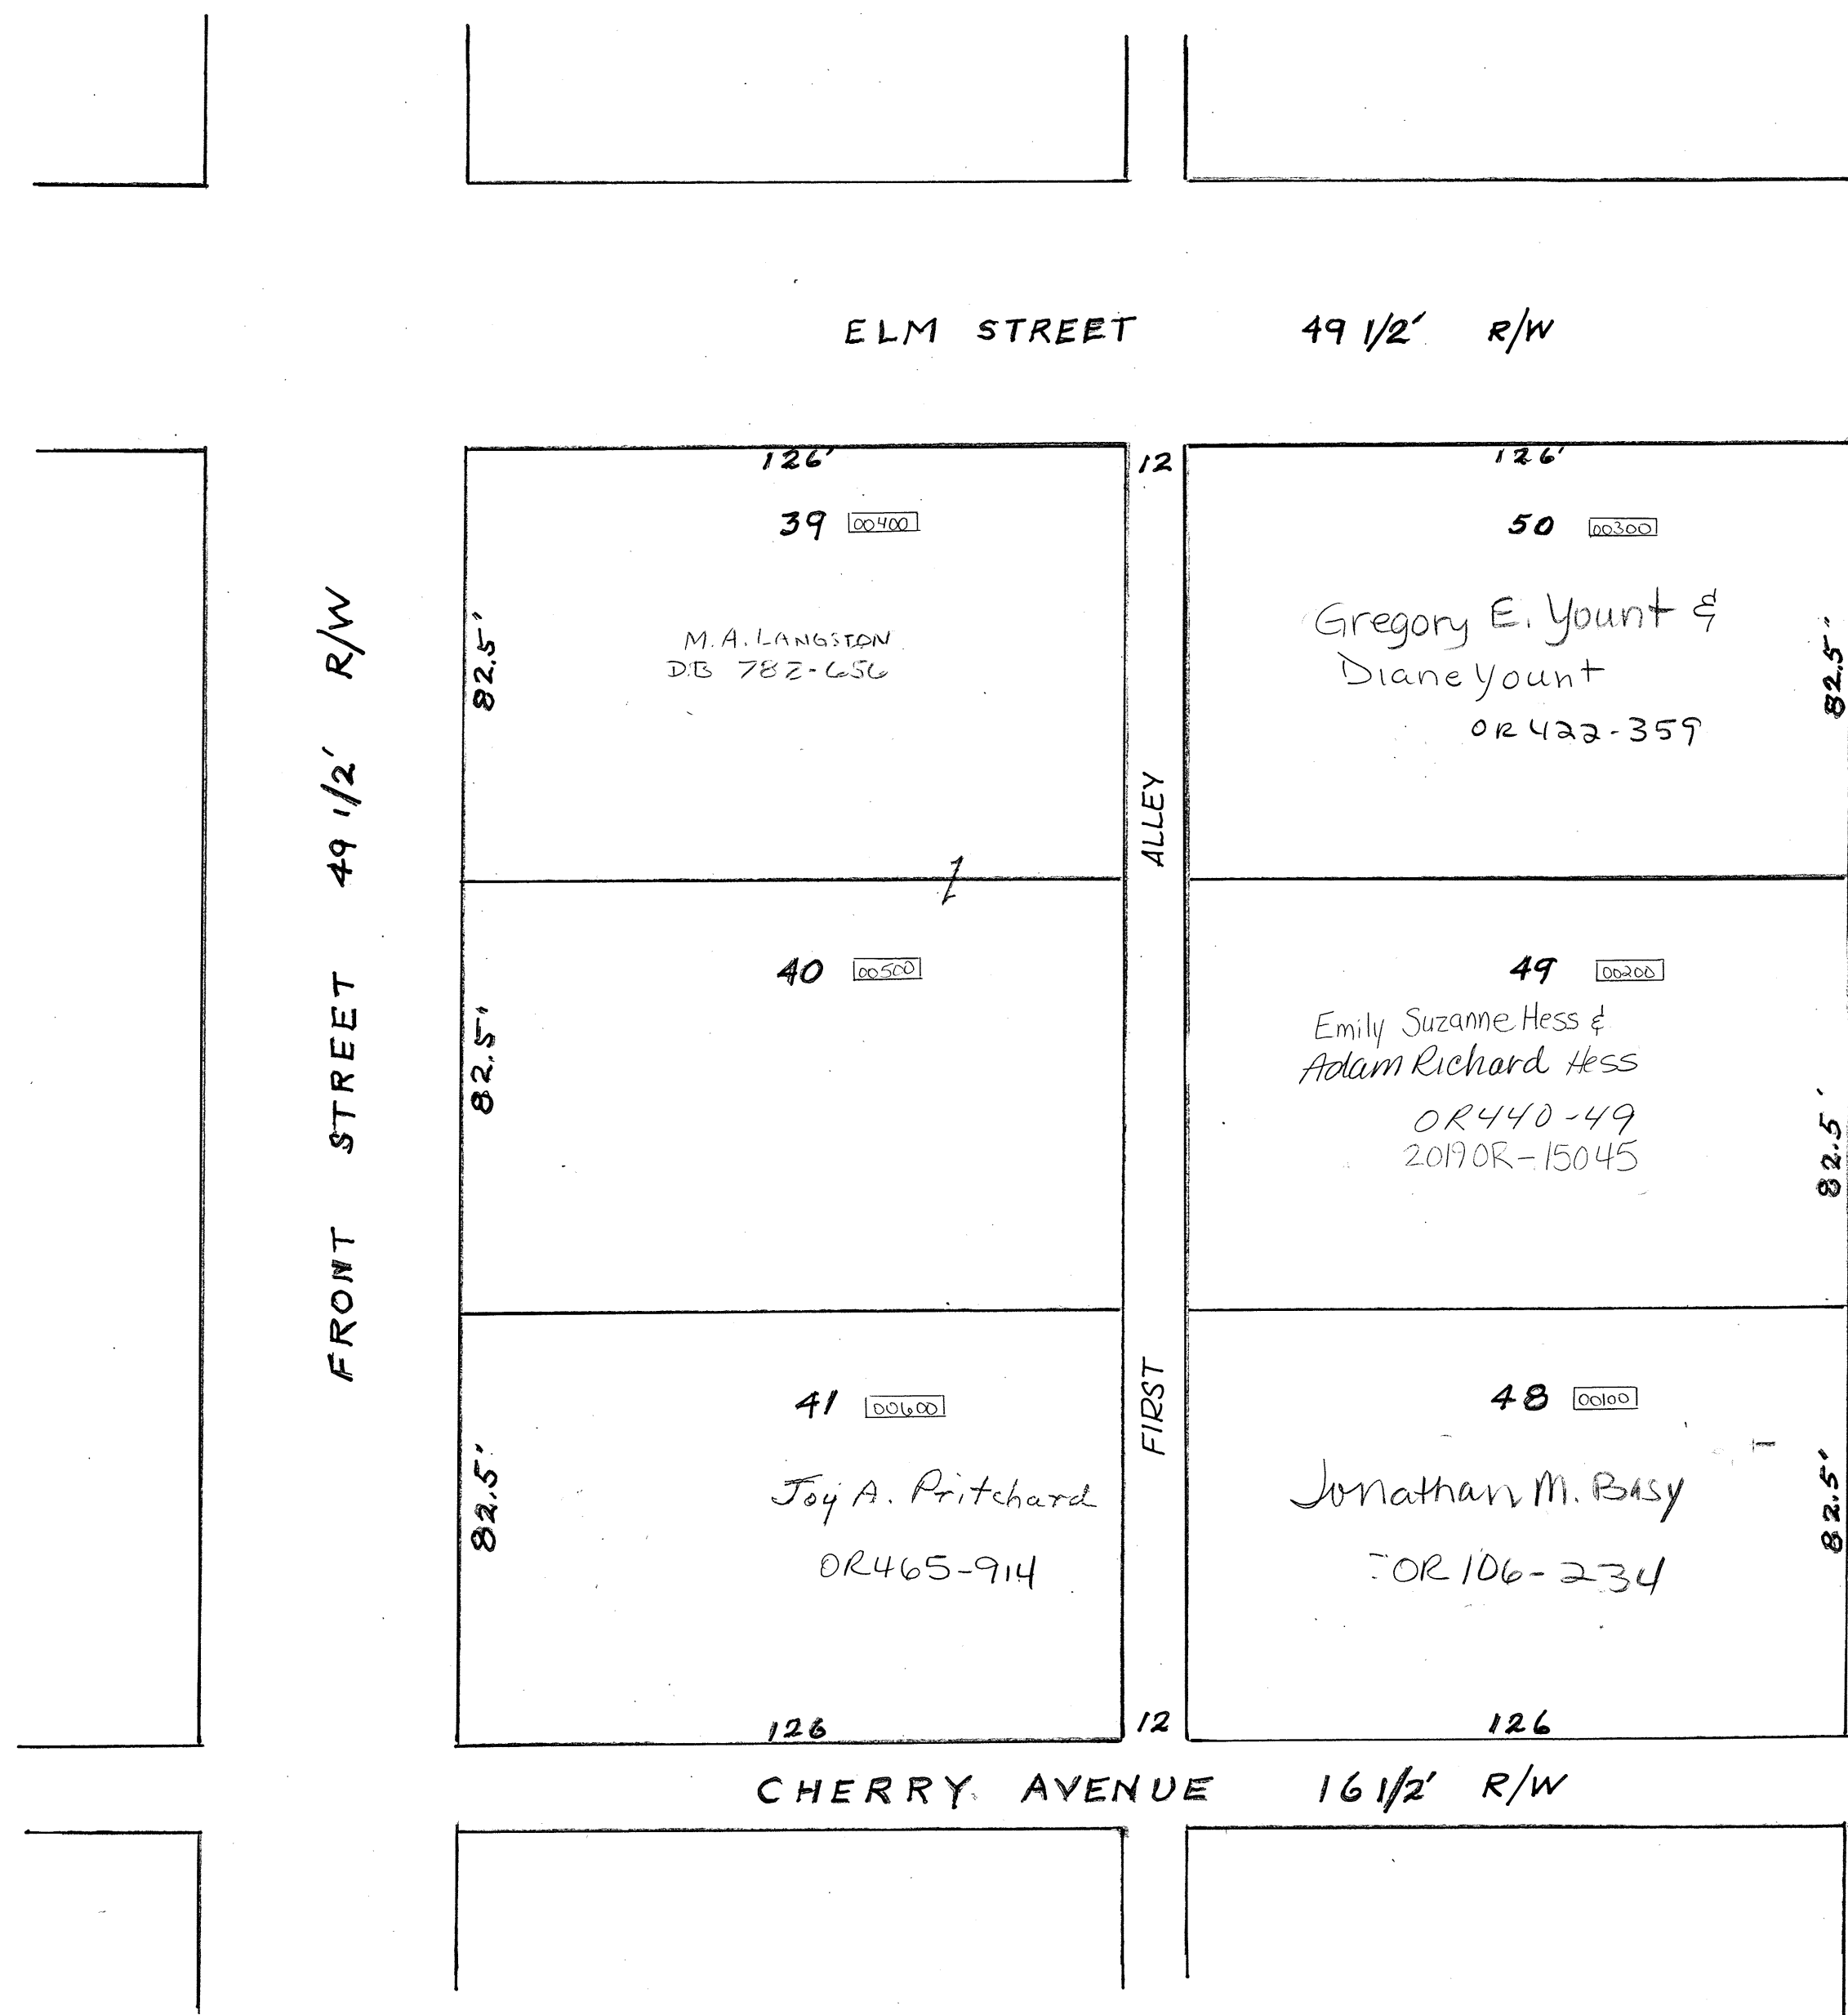 ELM STREET 49 1/2' R/W
126' 12 126'
39 00400
M.A. LANGSTON
DB 782-656
82.5'
50 00300
Gregory E. Yount &
Diane Yount
OR 422-359
82.5'
FRONT STREET 49 1/2' R/W
FIRST ALLEY
40 00500
82.5'
49 00200
Emily Suzanne Hess &
Adam Richard Hess
OR440-49
2019OR-15045
82.5'
41 00600
Joy A. Pritchard
OR465-914
82.5'
48 00100
Jonathan M. Basy
OR 106-234
82.5'
126 12 126
CHERRY AVENUE 16 1/2' R/W